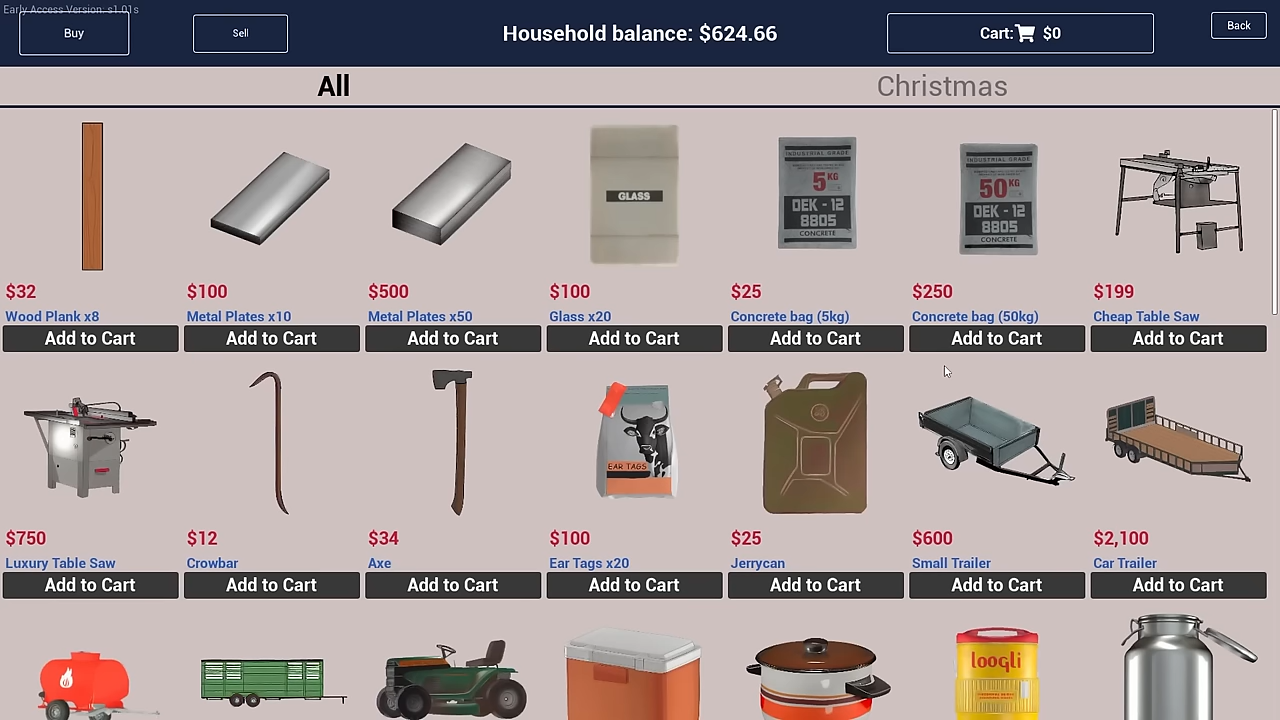 Early Access Version: s1.01s
Buy
Sell
Household balance: $624.66
Cart: $0
Back
All
Christmas
GLASS
INDUSTRIAL GRADE
5KG
DEK - 12
8805
CONCRETE
INDUSTRIAL GRADE
50KG
DEK - 12
8805
CONCRETE
$32
$100
$500
$100
$25
$250
$199
Wood Plank x8
Metal Plates x10
Metal Plates x50
Glass x20
Concrete bag (5kg)
Concrete bag (50kg)
Cheap Table Saw
Add to Cart
Add to Cart
Add to Cart
Add to Cart
Add to Cart
Add to Cart
Add to Cart
EAR TAGS
$750
$12
$34
$100
$25
$600
$2,100
Luxury Table Saw
Crowbar
Axe
Ear Tags x20
Jerrycan
Small Trailer
Car Trailer
Add to Cart
Add to Cart
Add to Cart
Add to Cart
Add to Cart
Add to Cart
Add to Cart
loogli